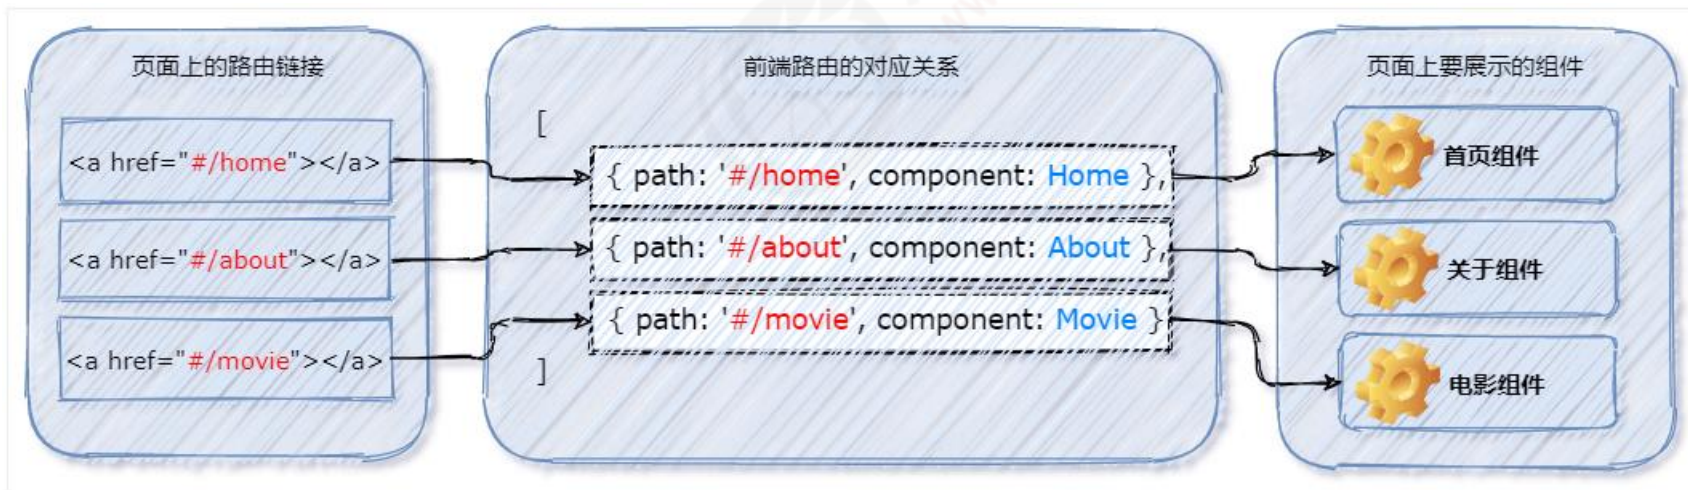 页面上的路由链接
<a href="#/home"></a>
<a href="#/about"></a>
<a href="#/movie"></a>
前端路由的对应关系
[
{ path: '#/home', component: Home },
{ path: '#/about', component: About },
{ path: '#/movie', component: Movie }
]
页面上要展示的组件
首页组件
关于组件
电影组件